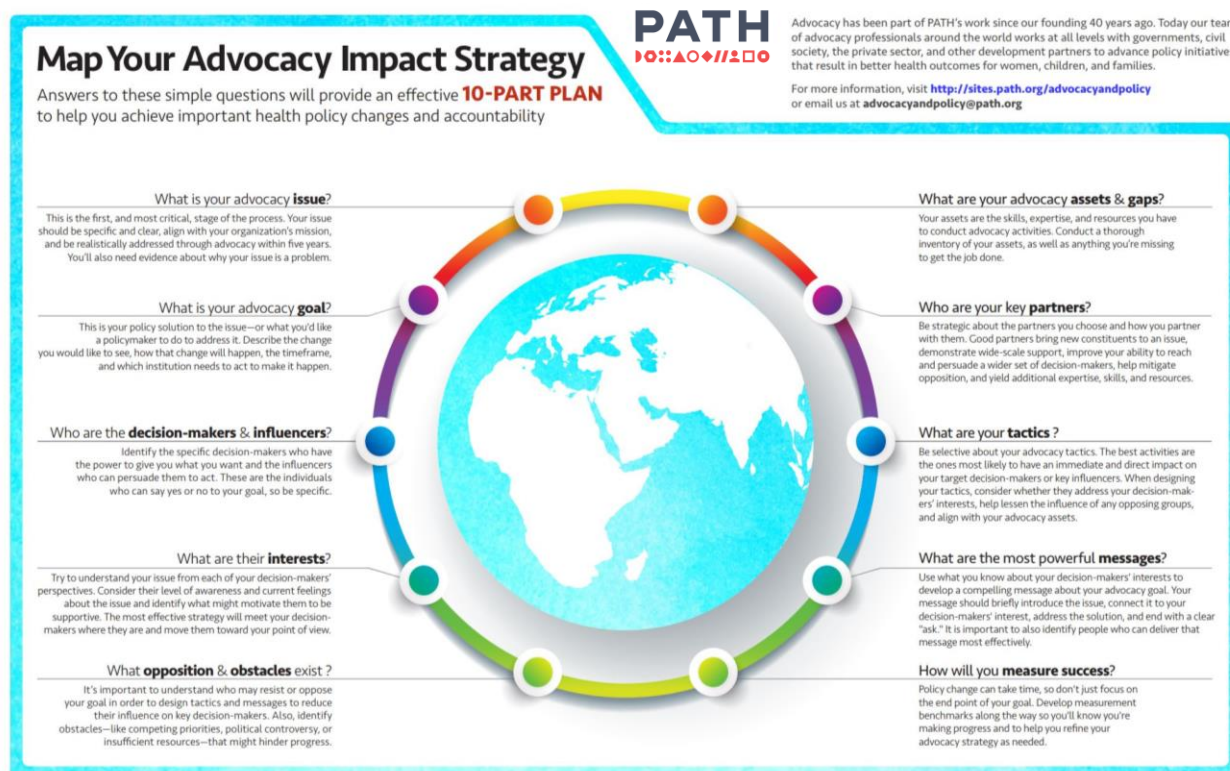 Map Your Advocacy Impact Strategy
Answers to these simple questions will provide an effective 10-PART PLAN
to help you achieve important health policy changes and accountability
PATH
Advocacy has been part of PATH's work since our founding 40 years ago. Today our tear
of advocacy professionals around the world works at all levels with governments, civil
society, the private sector, and other development partners to advance policy initiative
that result in better health outcomes for women, children, and families.
For more information, visit http://sites.path.org/advocacyandpolicy
or email us at advocacyandpolicy@path.org
What is your advocacy issue?
This is the first, and most critical, stage of the process. Your issue
should be specific and clear, align with your organization's mission,
and be realistically addressed through advocacy within five years.
You'll also need evidence about why your issue is a problem.
What is your advocacy goal?
This is your policy solution to the issue—or what you'd like
a policymaker to do to address it. Describe the change
you would like to see, how that change will happen, the timeframe,
and which institution needs to act to make it happen.
Who are the decision-makers & influencers?
Identify the specific decision-makers who have
the power to give you what you want and the influencers
who can persuade them to act. These are the individuals
who can say yes or no to your goal, so be specific.
What are their interests?
Try to understand your issue from each of your decision-makers'
perspectives. Consider their level of awareness and current feelings
about the issue and identify what might motivate them to be
supportive. The most effective strategy will meet your decision-
makers where they are and move them toward your point of view.
What opposition & obstacles exist ?
It's important to understand who may resist or oppose
your goal in order to design tactics and messages to reduce
their influence on key decision-makers. Also, identify
obstacles—like competing priorities, political controversy, or
insufficient resources—that might hinder progress.
What are your advocacy assets & gaps?
Your assets are the skills, expertise, and resources you have
to conduct advocacy activities. Conduct a thorough
inventory of your assets, as well as anything you're missing
to get the job done.
Who are your key partners?
Be strategic about the partners you choose and how you partner
with them. Good partners bring new constituents to an issue,
demonstrate wide-scale support, improve your ability to reach
and persuade a wider set of decision-makers, help mitigate
opposition, and yield additional expertise, skills, and resources.
What are your tactics ?
Be selective about your advocacy tactics. The best activities are
the ones most likely to have an immediate and direct impact on
your target decision-makers or key influencers. When designing
your tactics, consider whether they address your decision-mak-
ers' interests, help lessen the influence of any opposing groups,
and align with your advocacy assets.
What are the most powerful messages?
Use what you know about your decision-makers' interests to
develop a compelling message about your advocacy goal. Your
message should briefly introduce the issue, connect it to your
decision-makers' interest, address the solution, and end with a clear
"ask." It is important to also identify people who can deliver that
message most effectively.
How will you measure success?
Policy change can take time, so don't just focus on
the end point of your goal. Develop measurement
benchmarks along the way so you'll know you're
making progress and to help you refine your
advocacy strategy as needed.